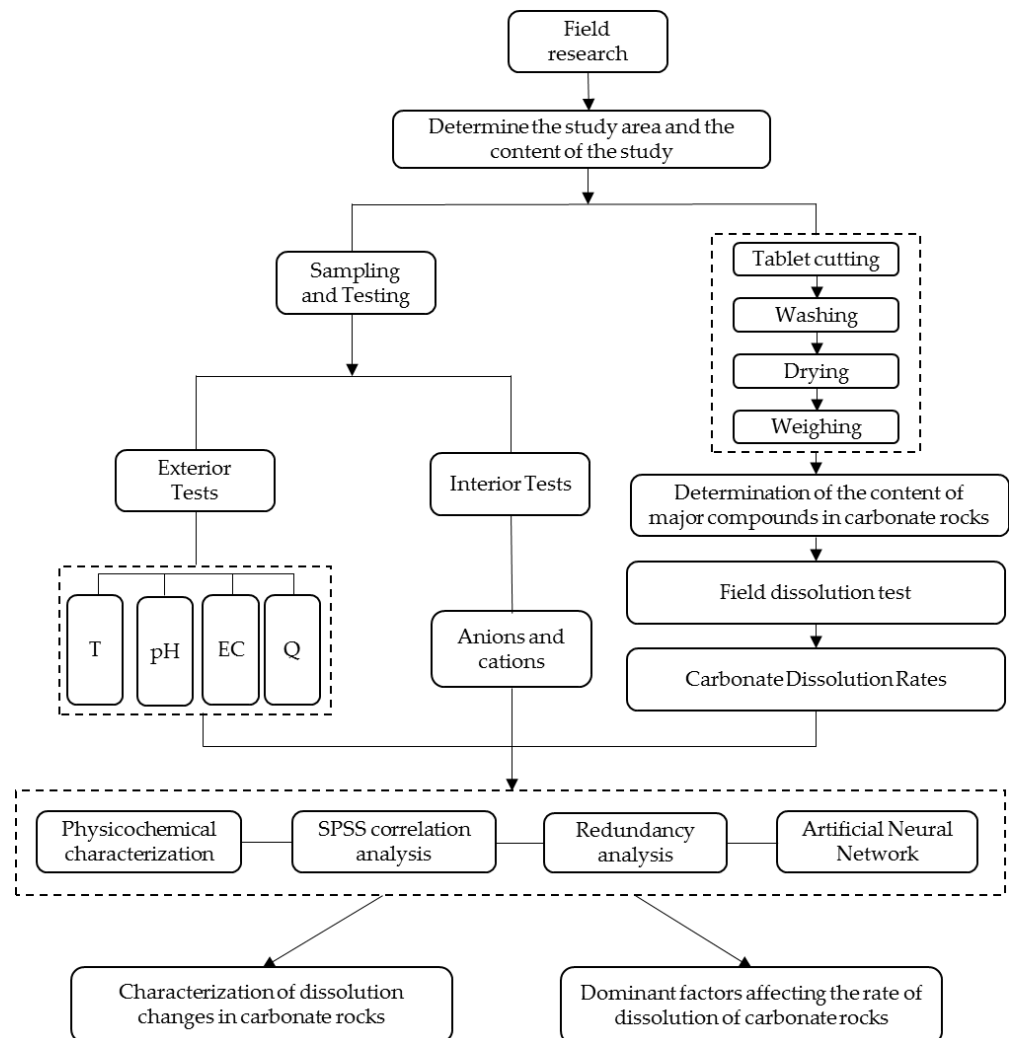 Field
research
Determine the study area and the
content of the study
Sampling
and Testing
Tablet cutting
Washing
Drying
Weighing
Exterior
Tests
Interior Tests
Determination of the content of
major compounds in carbonate rocks
T
pH
EC
Q
Anions and
cations
Field dissolution test
Carbonate Dissolution Rates
Physicochemical
characterization
SPSS correlation
analysis
Redundancy
analysis
Artificial Neural
Network
Characterization of dissolution
changes in carbonate rocks
Dominant factors affecting the rate of
dissolution of carbonate rocks